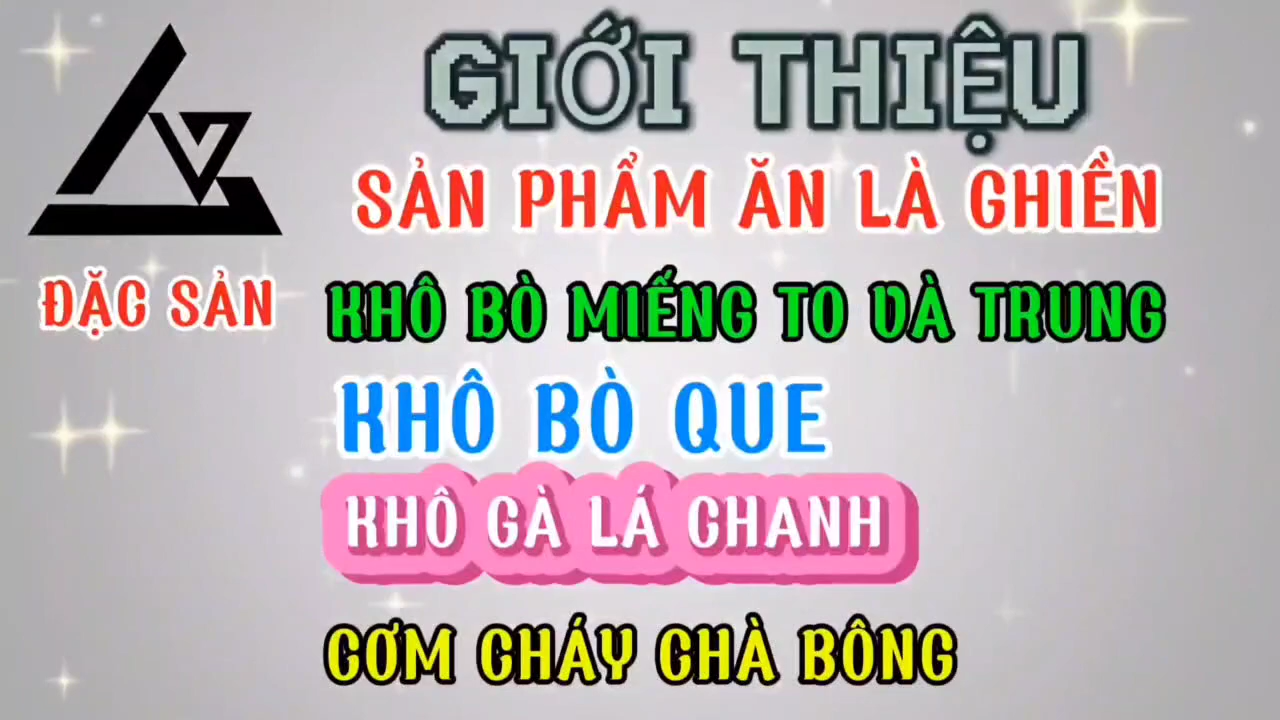 GIỚI THIỆU
SẢN PHẨM ĂN LÀ GHIỀN
ĐẶC SẢN
KHÔ BÒ MIẾNG TO VÀ TRUNG
KHÔ BÒ QUE
KHÔ GÀ LÁ CHANH
CƠM CHÁY CHÀ BÔNG